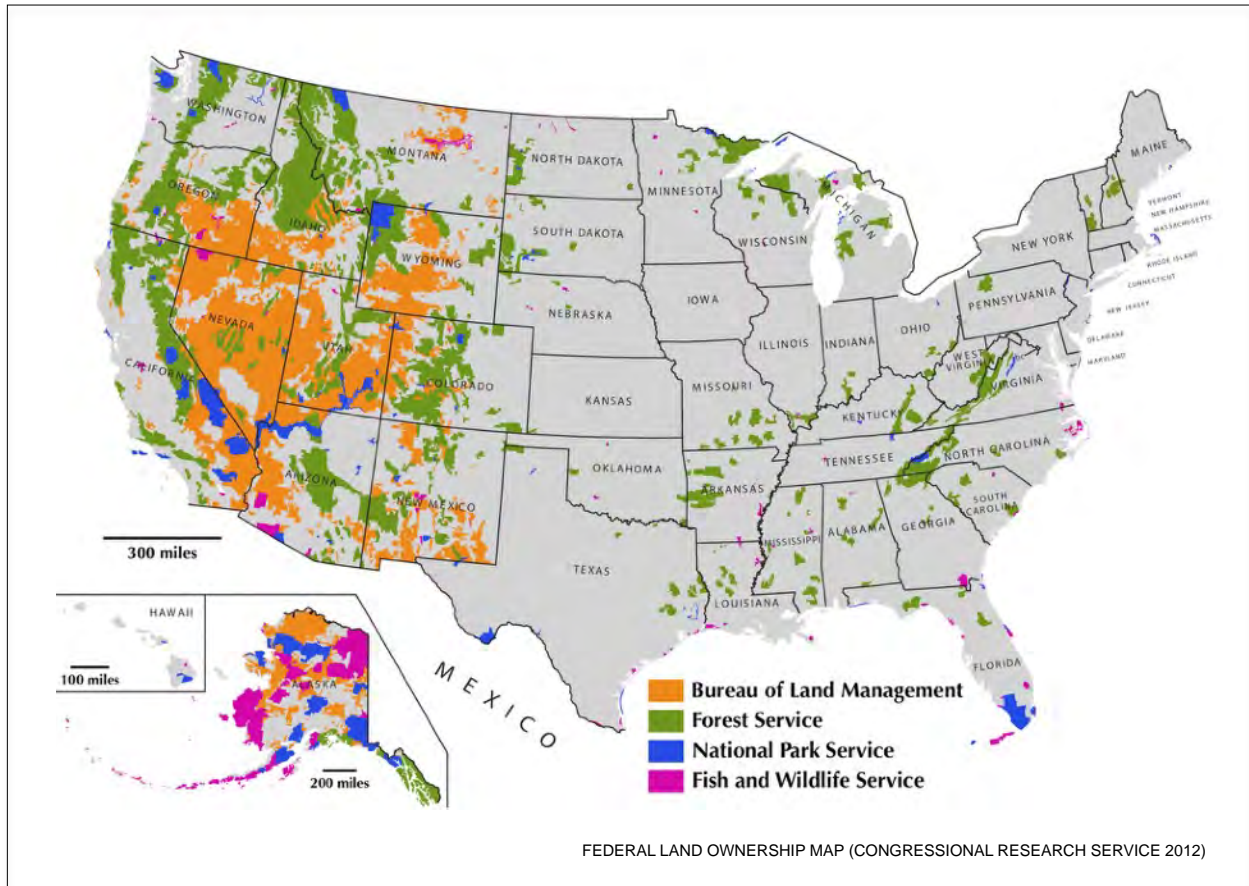 WASHINGTON
MONTANA
NORTH DAKOTA
MINNESOTA
MAINE
OREGON
IDAHO
SOUTH DAKOTA
WISCONSIN
MICHIGAN
VERMONT
NEW HAMPSHIRE
MASSACHUSETTS
NEW YORK
WYOMING
RHODE ISLAND
CONNECTICUT
NEVADA
NEBRASKA
IOWA
PENNSYLVANIA
NEW JERSEY
UTAH
ILLINOIS
INDIANA
OHIO
DELAWARE
MARYLAND
CALIFORNIA
COLORADO
KANSAS
MISSOURI
WEST
VIRGINIA
DC
VIRGINIA
KENTUCKY
ARIZONA
NEW MEXICO
OKLAHOMA
ARKANSAS
TENNESSEE
NORTH CAROLINA
SOUTH
CAROLINA
300 miles
TEXAS
LOUISIANA
MISSISSIPPI
ALABAMA
GEORGIA
HAWAII
100 miles
ALASKA
200 miles
MEXICO
FLORIDA
Bureau of Land Management
Forest Service
National Park Service
Fish and Wildlife Service
FEDERAL LAND OWNERSHIP MAP (CONGRESSIONAL RESEARCH SERVICE 2012)